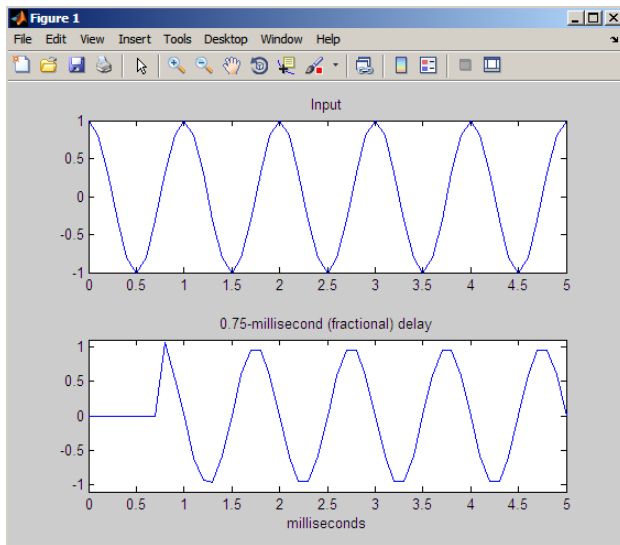 Figure 1
File Edit View Insert Tools Desktop Window Help
Input
1
0.5
0
-0.5
-1
0 0.5 1 1.5 2 2.5 3 3.5 4 4.5 5
0.75-millisecond (fractional) delay
1
0.5
0
-0.5
-1
0 0.5 1 1.5 2 2.5 3 3.5 4 4.5 5
milliseconds